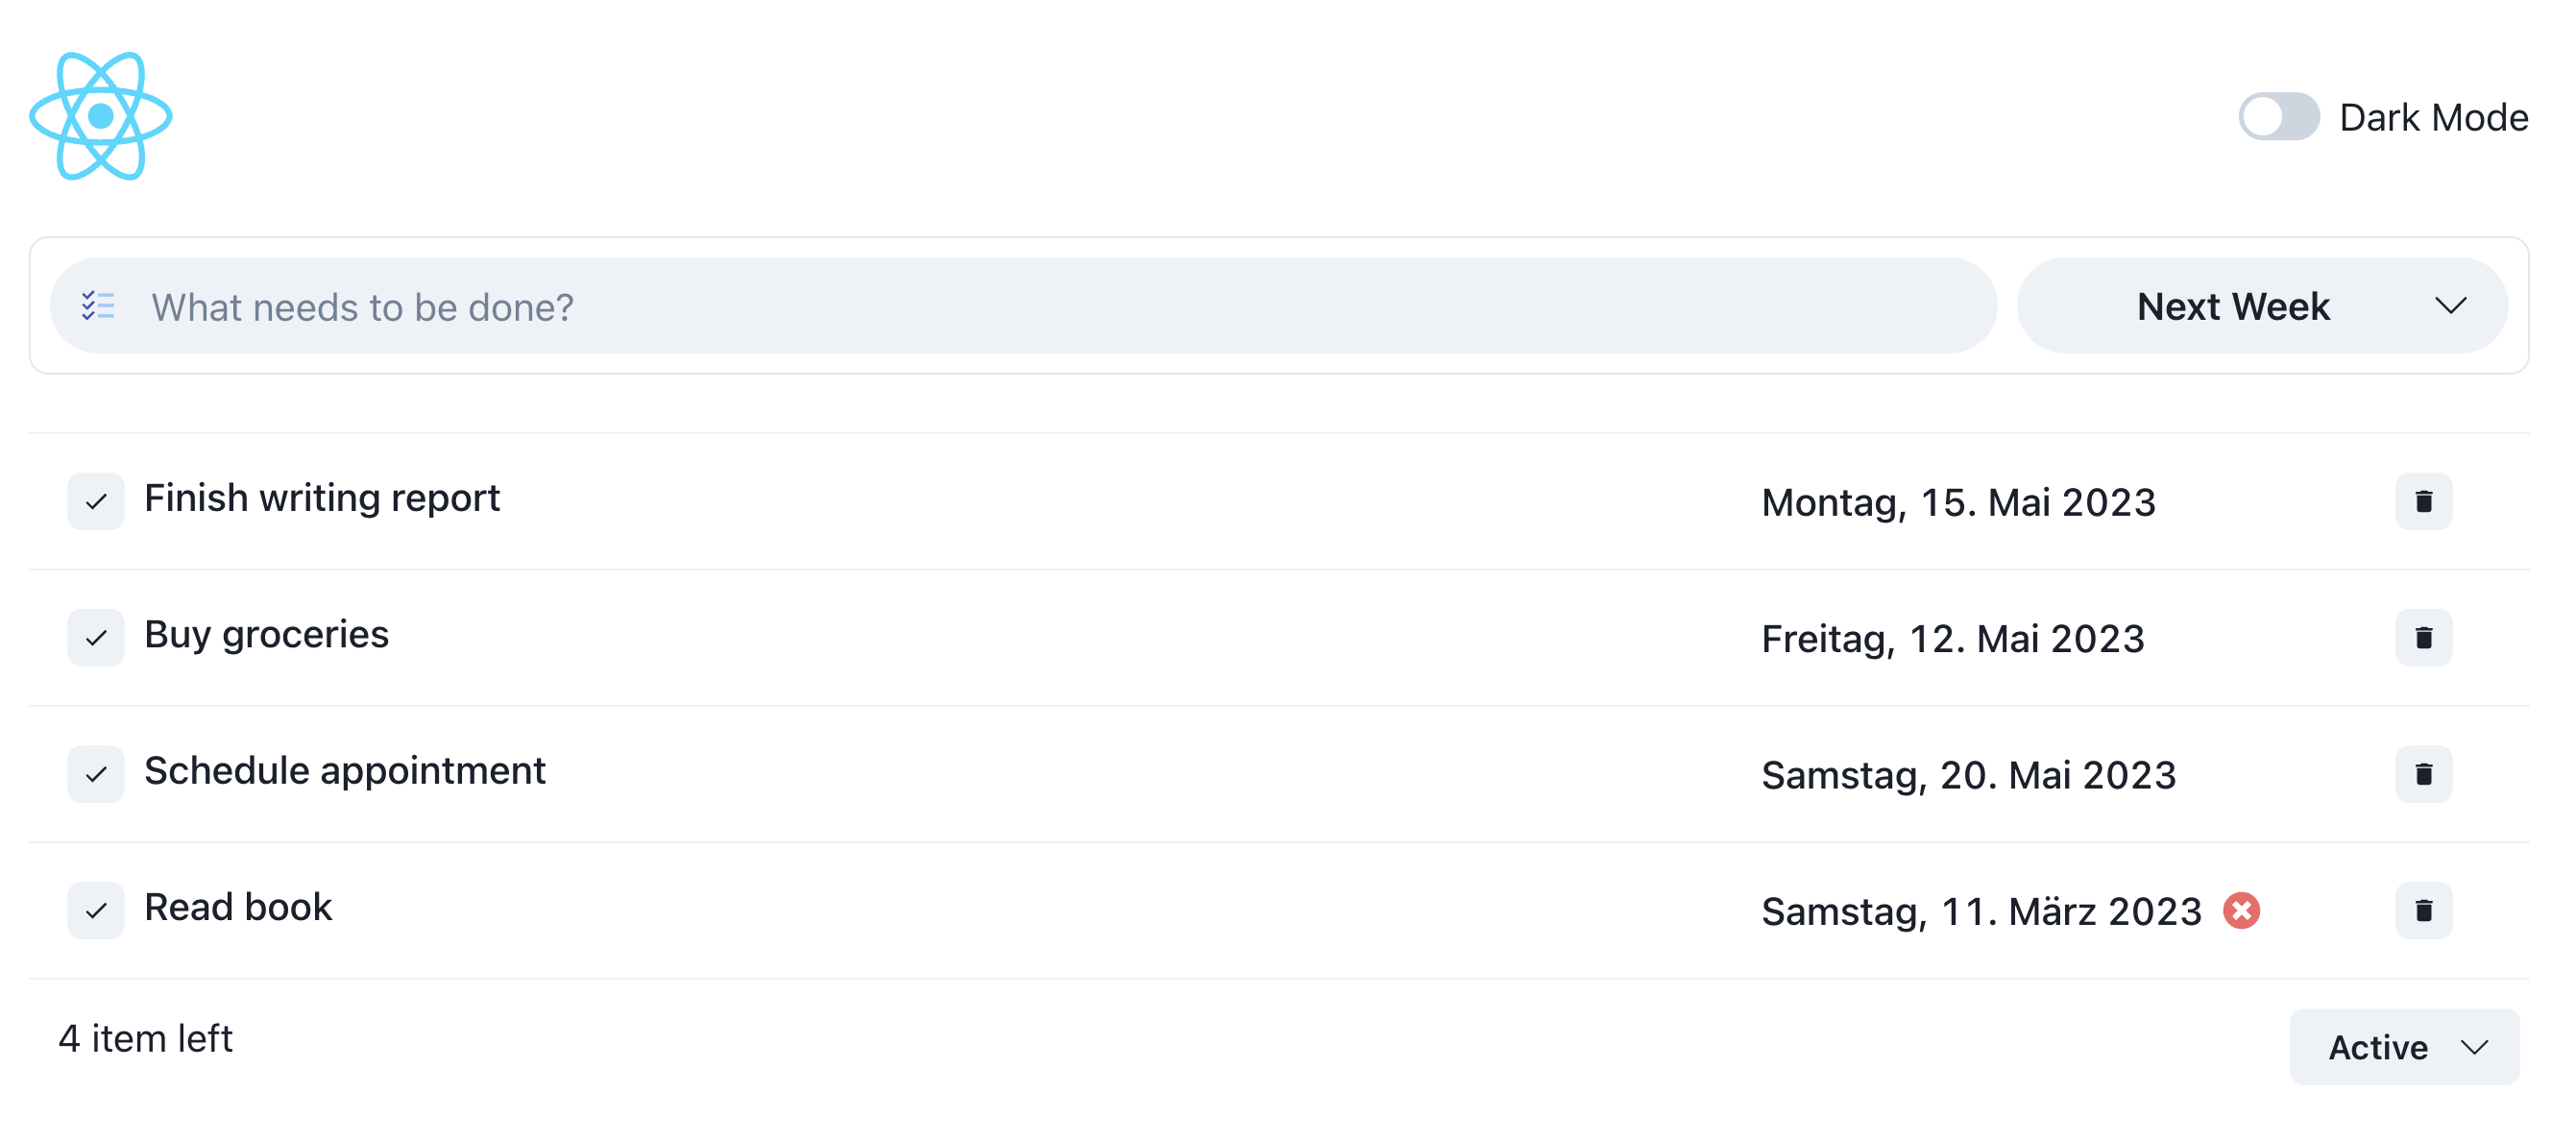 Dark Mode
What needs to be done?
Next Week
Finish writing report
Montag, 15. Mai 2023
Buy groceries
Freitag, 12. Mai 2023
Schedule appointment
Samstag, 20. Mai 2023
Read book
Samstag, 11. März 2023
4 item left
Active